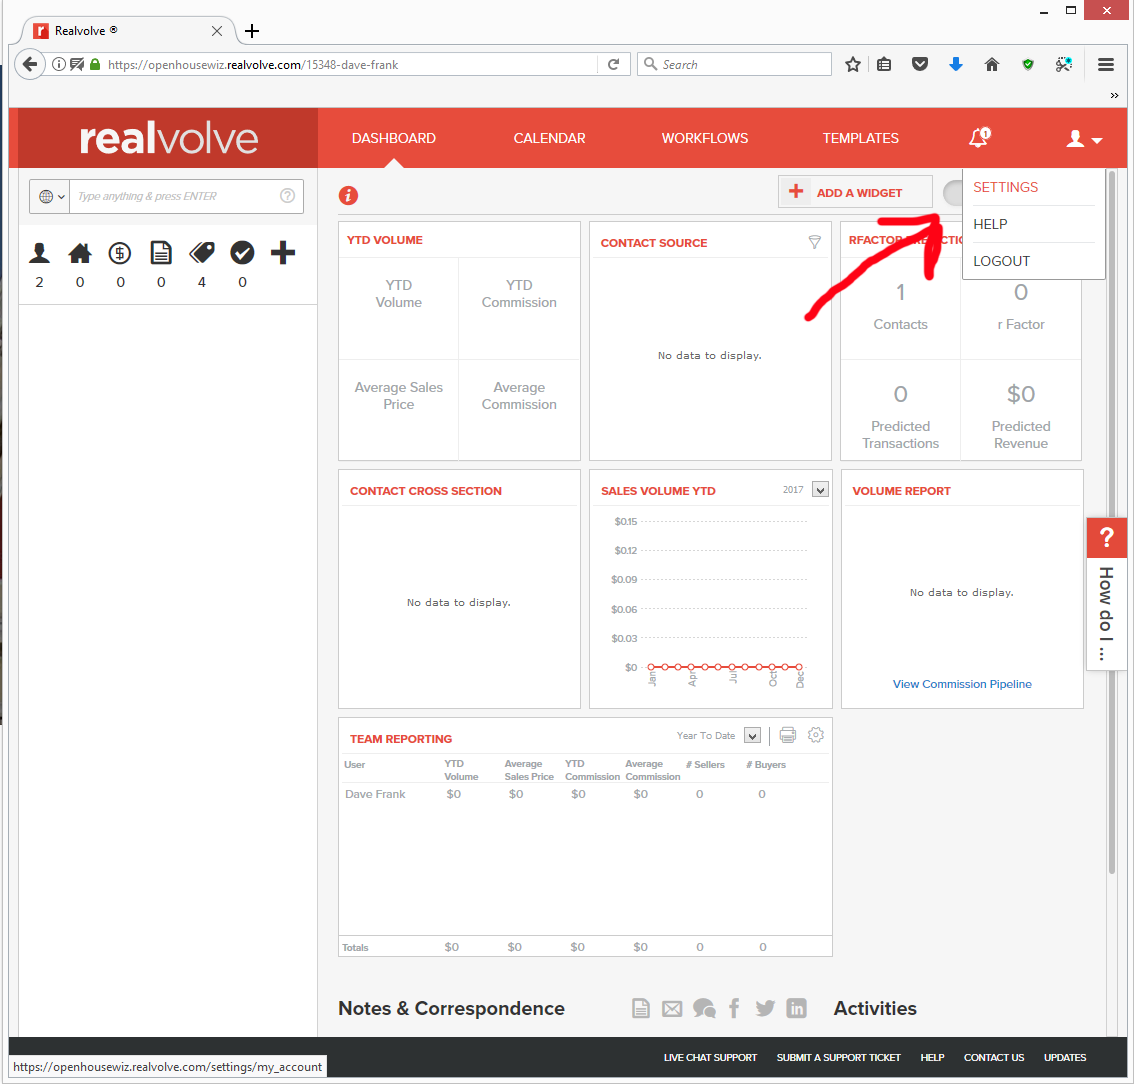 Realvolve ®
https://openhousewiz.realvolve.com/15348-dave-frank
Search
realvolve
DASHBOARD CALENDAR WORKFLOWS TEMPLATES 1
Type anything & press ENTER ?
2 0 0 0 4 0
i
ADD A WIDGET
SETTINGS
HELP
LOGOUT
YTD VOLUME
YTD Volume
YTD Commission
Average Sales Price
Average Commission
CONTACT SOURCE
No data to display.
1
Contacts
0
r Factor
0
Predicted Transactions
$0
Predicted Revenue
CONTACT CROSS SECTION
No data to display.
SALES VOLUME YTD 2017
$0.15
$0.12
$0.09
$0.06
$0.03
$0
Jan Apr Jul Oct Dec
VOLUME REPORT
No data to display.
View Commission Pipeline
?
How do I ...
TEAM REPORTING Year To Date
User YTD Volume Average Sales Price YTD Commission Average Commission # Sellers # Buyers
Dave Frank $0 $0 $0 $0 0 0
Totals $0 $0 $0 $0 0 0
Notes & Correspondence Activities
https://openhousewiz.realvolve.com/settings/my_account
LIVE CHAT SUPPORT SUBMIT A SUPPORT TICKET HELP CONTACT US UPDATES